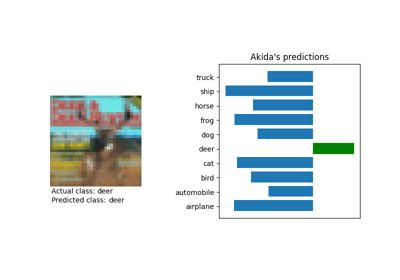 Akida's predictions
truck
ship
horse
frog
dog
deer
cat
bird
automobile
airplane
Actual class: deer
Predicted class: deer